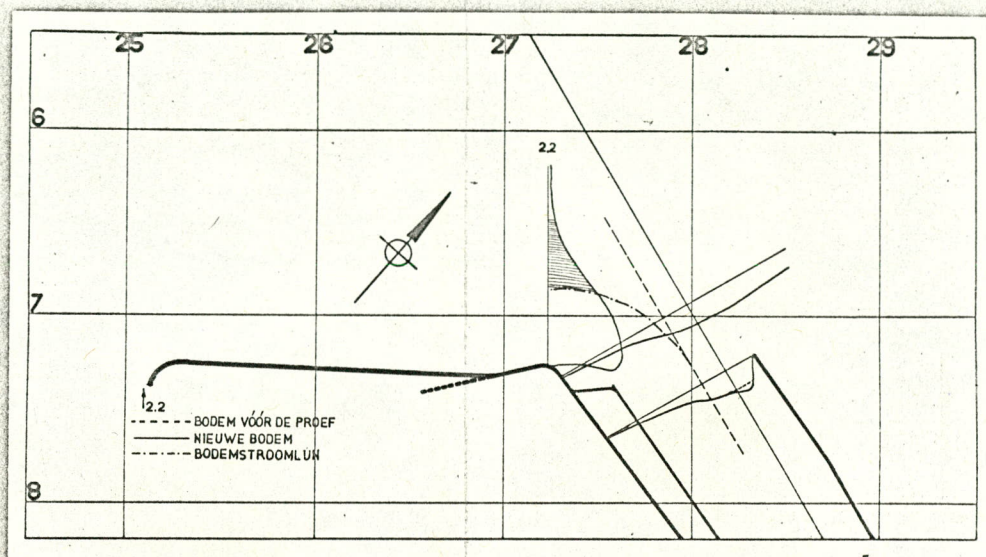 25 26 27 28 29
6
2.2
7
2.2
BODEM VÓÓR DE PROEF
NIEUWE BODEM
BODEMSTROOMLIJN
8